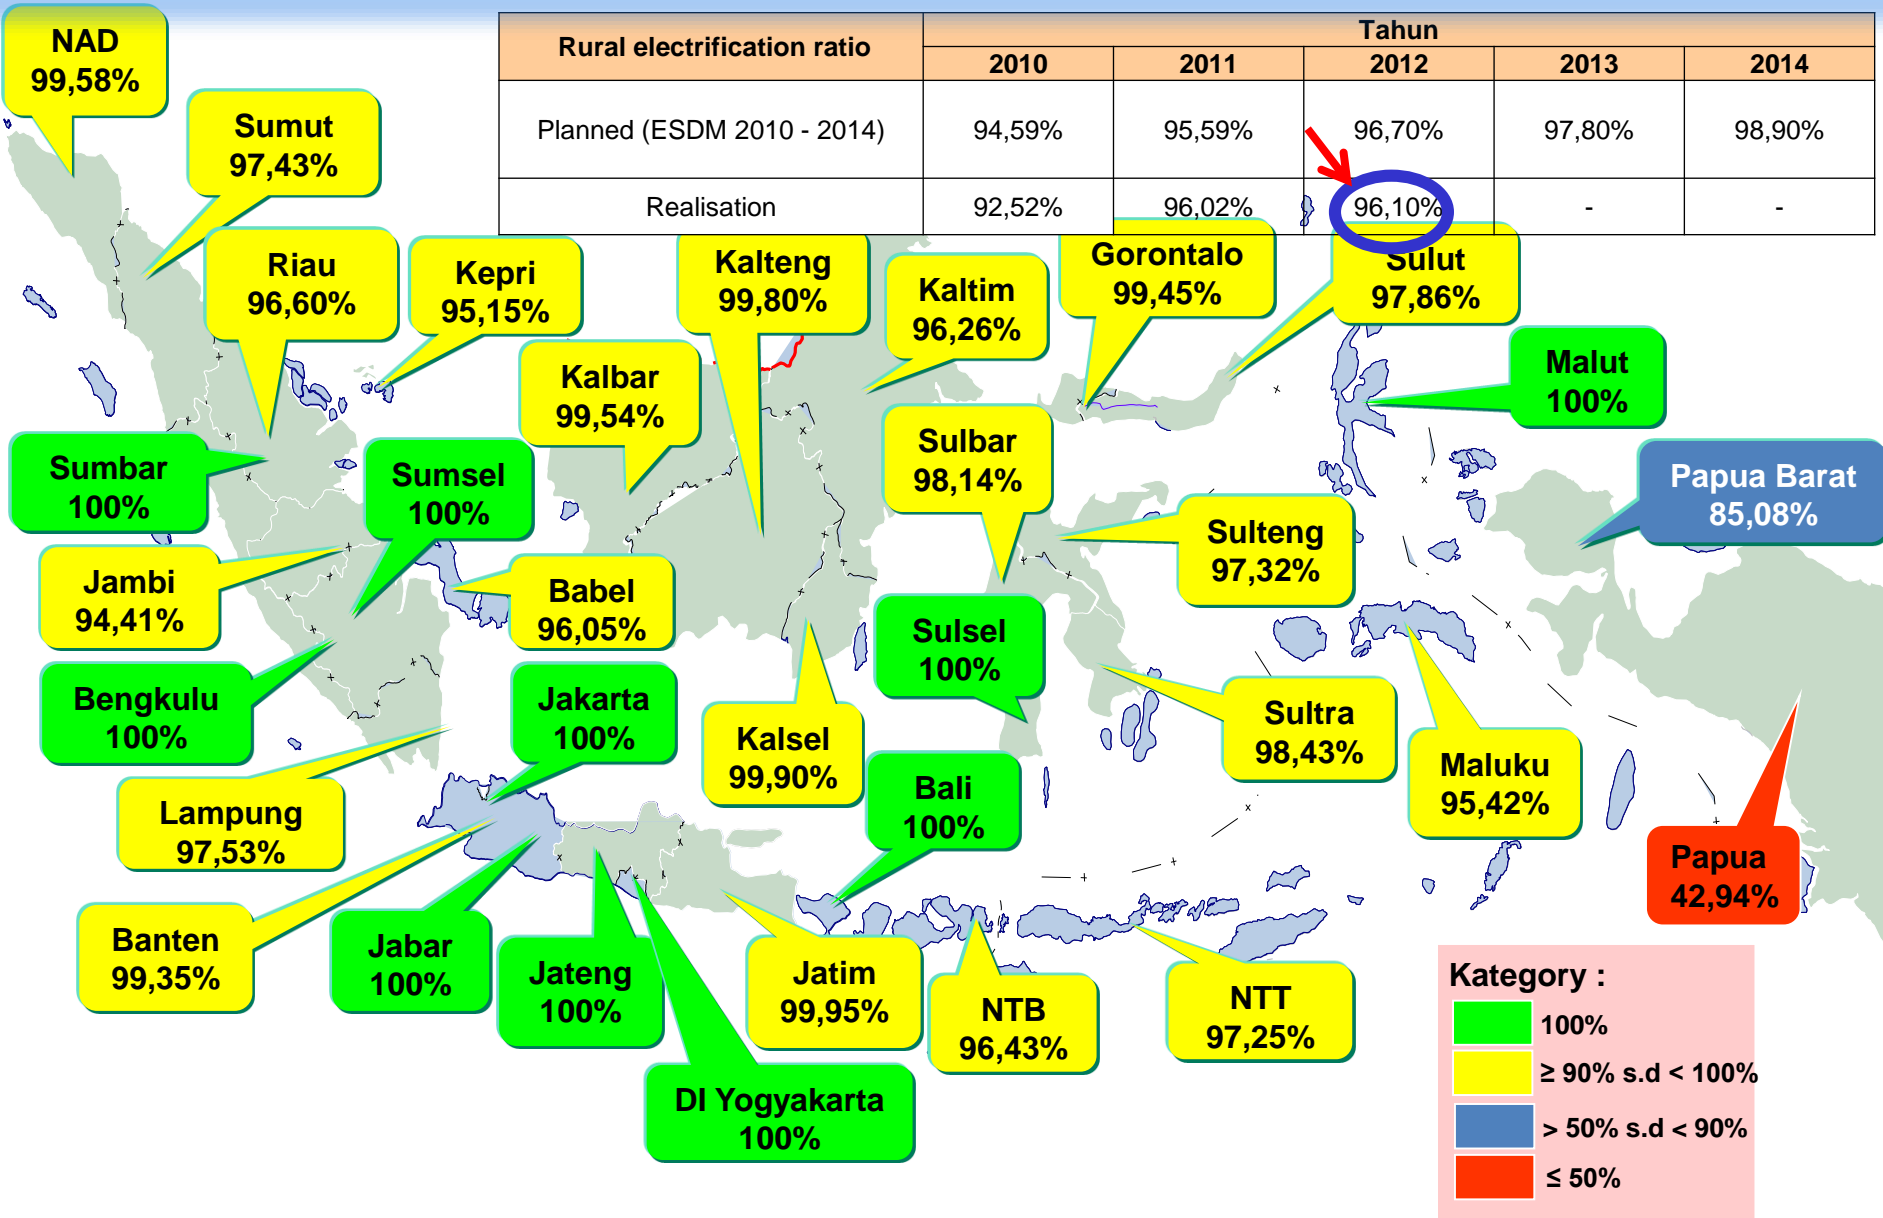 Rural electrification ratio
Tahun
2010 2011 2012 2013 2014
Planned (ESDM 2010 - 2014) 94,59% 95,59% 96,70% 97,80% 98,90%
Realisation 92,52% 96,02% 96,10% - -
NAD
99,58%
Sumut
97,43%
Riau
96,60%
Kepri
95,15%
Kalteng
99,80%
Kaltim
96,26%
Gorontalo
99,45%
Sulut
97,86%
Kalbar
99,54%
Malut
100%
Sumbar
100%
Sumsel
100%
Sulbar
98,14%
Papua Barat
85,08%
Jambi
94,41%
Babel
96,05%
Sulteng
97,32%
Sulsel
100%
Bengkulu
100%
Jakarta
100%
Kalsel
99,90%
Sultra
98,43%
Maluku
95,42%
Lampung
97,53%
Bali
100%
Papua
42,94%
Banten
99,35%
Jabar
100%
Jateng
100%
Jatim
99,95%
NTB
96,43%
NTT
97,25%
DI Yogyakarta
100%
Kategory :
100%
≥ 90% s.d < 100%
> 50% s.d < 90%
≤ 50%